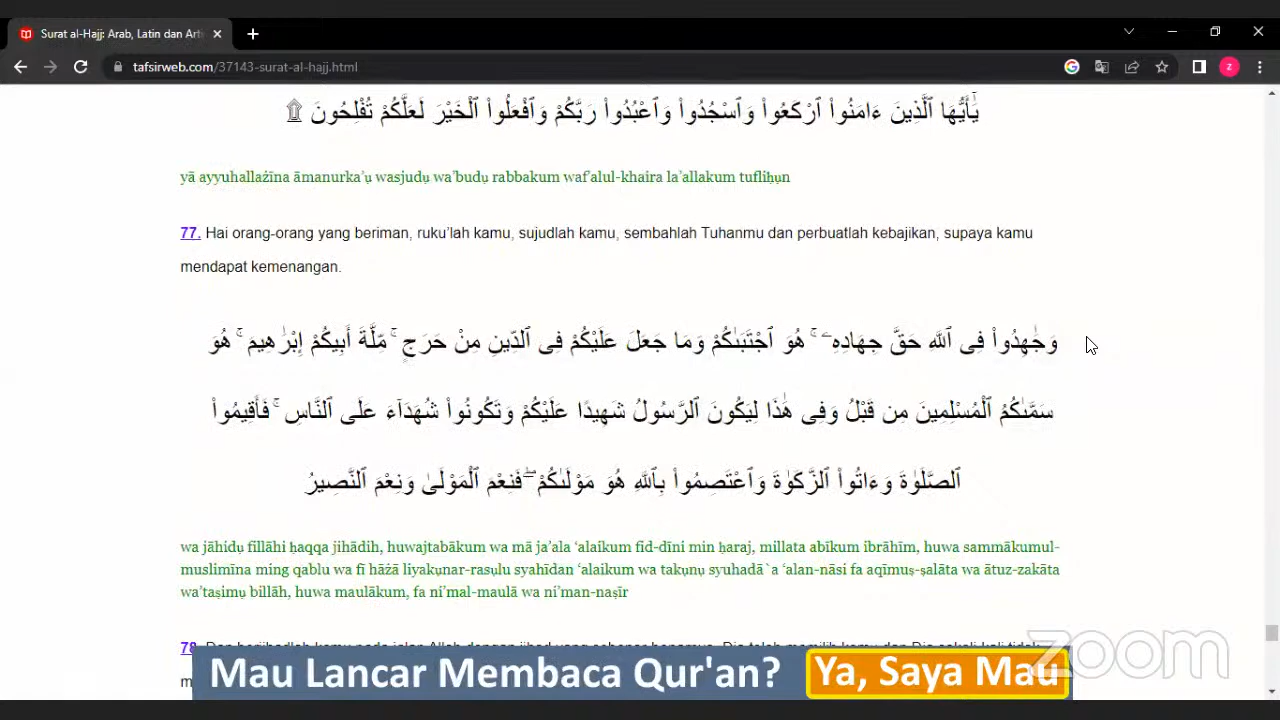 Surat al-Hajj: Arab, Latin dan Art
tafsirweb.com/37143-surat-al-hajj.html
z
يَٰٓأَيُّهَا ٱلَّذِينَ ءَامَنُوا۟ ٱرْكَعُوا۟ وَٱسْجُدُوا۟ وَٱعْبُدُوا۟ رَبَّكُمْ وَٱفْعَلُوا۟ ٱلْخَيْرَ لَعَلَّكُمْ تُفْلِحُونَ ۩
yā ayyuhallażīna āmanurka'ụ wasjudụ wa'budụ rabbakum waf'alul-khaira la'allakum tufliḥụn
77. Hai orang-orang yang beriman, ruku'lah kamu, sujudlah kamu, sembahlah Tuhanmu dan perbuatlah kebajikan, supaya kamu
mendapat kemenangan.
وَجَٰهِدُوا۟ فِى ٱللَّهِ حَقَّ جِهَادِهِۦ ۚ هُوَ ٱجْتَبَىٰكُمْ وَمَا جَعَلَ عَلَيْكُمْ فِى ٱلدِّينِ مِنْ حَرَجٍ ۚ مِّلَّةَ أَبِيكُمْ إِبْرَٰهِيمَ ۚ هُوَ
سَمَّىٰكُمُ ٱلْمُسْلِمِينَ مِن قَبْلُ وَفِى هَٰذَا لِيَكُونَ ٱلرَّسُولُ شَهِيدًا عَلَيْكُمْ وَتَكُونُوا۟ شُهَدَآءَ عَلَى ٱلنَّاسِ ۚ فَأَقِيمُوا۟
ٱلصَّلَوٰةَ وَءَاتُوا۟ ٱلزَّكَوٰةَ وَٱعْتَصِمُوا۟ بِٱللَّهِ هُوَ مَوْلَىٰكُمْ ۖ فَنِعْمَ ٱلْمَوْلَىٰ وَنِعْمَ ٱلنَّصِيرُ
wa jāhidụ fillāhi ḥaqqa jihādih, huwajtabākum wa mā ja'ala 'alaikum fid-dīni min ḥaraj, millata abīkum ibrāhīm, huwa sammākumul-
muslimīna ming qablu wa fī hāżā liyakụnar-rasụlu syahīdan 'alaikum wa takụnụ syuhadā`a 'alan-nāsi fa aqīmuṣ-ṣalāta wa ātuz-zakāta
wa'taṣimụ billāh, huwa maulākum, fa ni'mal-maulā wa ni'man-naṣīr
78.
Mau Lancar Membaca Qur'an? Ya, Saya Mau
zoom